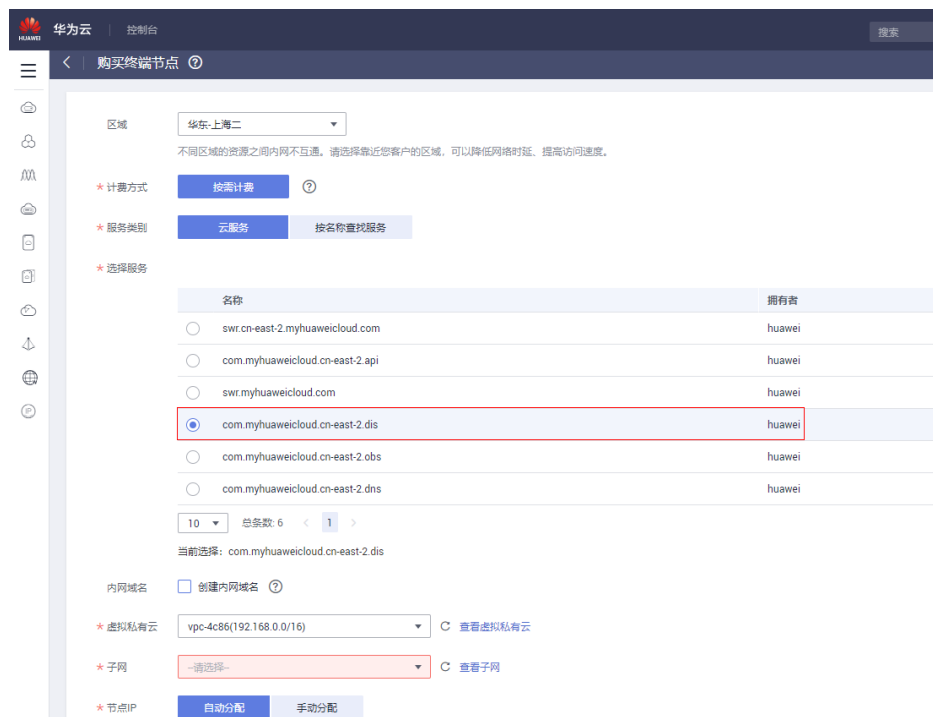 HUAWEI 华为云 控制台 搜索
购买终端节点 ?
区域 华东-上海二
不同区域的资源之间内网不互通。请选择靠近您客户的区域，可以降低网络时延、提高访问速度。
* 计费方式 按需计费 ?
* 服务类别 云服务 按名称查找服务
* 选择服务
名称 拥有者
swr.cn-east-2.myhuaweicloud.com huawei
com.myhuaweicloud.cn-east-2.api huawei
swr.myhuaweicloud.com huawei
com.myhuaweicloud.cn-east-2.dis huawei
com.myhuaweicloud.cn-east-2.obs huawei
com.myhuaweicloud.cn-east-2.dns huawei
10 总条数: 6 < 1 >
当前选择：com.myhuaweicloud.cn-east-2.dis
内网域名 创建内网域名 ?
* 虚拟私有云 vpc-4c86(192.168.0.0/16) C 查看虚拟私有云
* 子网 --请选择-- C 查看子网
* 节点IP 自动分配 手动分配